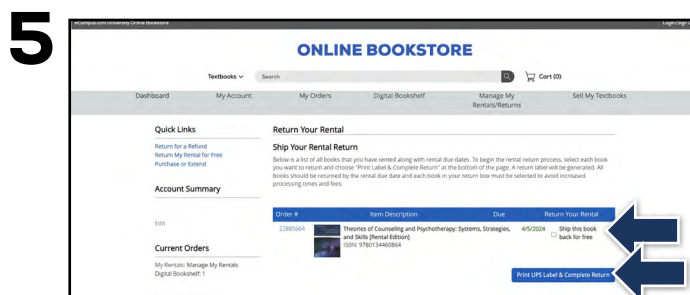 5
eCampus.com University Online Bookstore
Login/Sign
ONLINE BOOKSTORE
Textbooks
Search
Cart (0)
Dashboard
My Account
My Orders
Digital Bookshelf
Manage My
Rentals/Returns
Sell My Textbooks
Quick Links
Return for a Refund
Return My Rental for Free
Purchase or Extend
Account Summary
Edit
Current Orders
My Rentals: Manage My Rentals
Digital Bookshelf: 1
Return Your Rental
Ship Your Rental Return
Below is a list of all books that you have rented along with rental due dates. To begin the rental return process, select each book
you want to return and choose "Print Label & Complete Return" at the bottom of the page. A return label will be generated. All
books should be returned by the rental due date and each book in your return box must be selected to avoid increased
processing times and fees.
Order # Item Description Due Return Your Rental
22885664 Theories of Counseling and Psychotherapy: Systems, Strategies, 4/5/2024 Ship this book
and Skills [Rental Edition] back for free
ISBN: 9780134460864
Print UPS Label & Complete Return